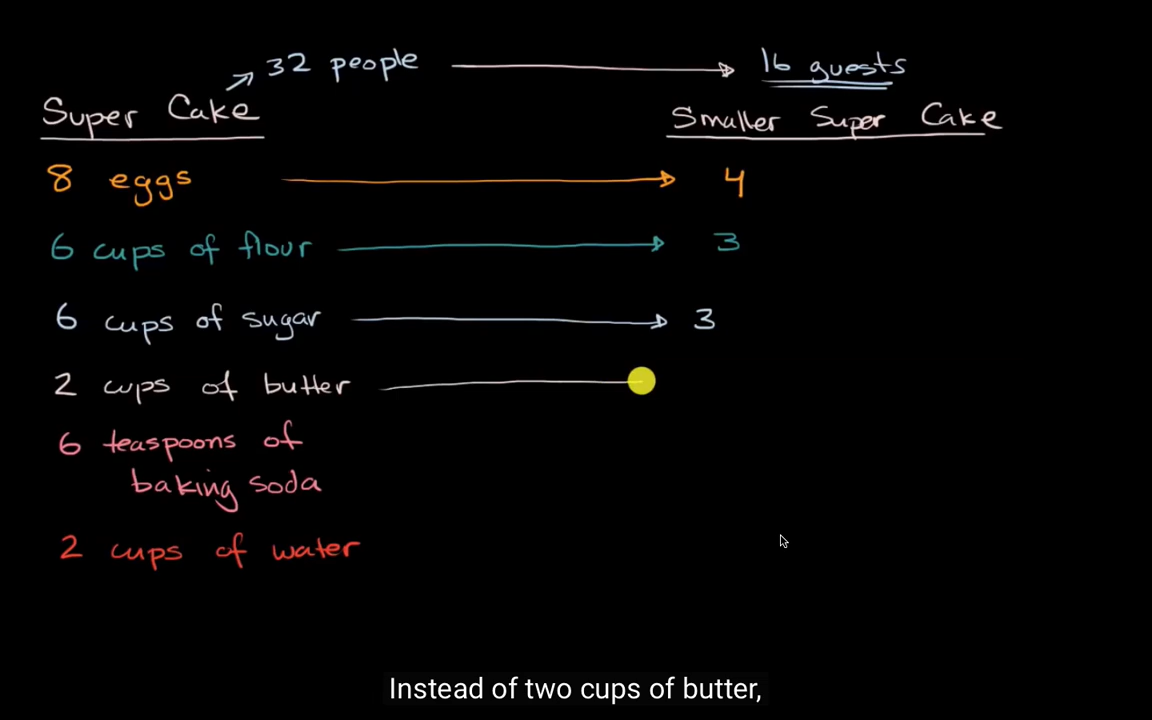 32 people 16 guests
Super Cake Smaller Super Cake
8 eggs 4
6 cups of flour 3
6 cups of sugar 3
2 cups of butter
6 teaspoons of
baking soda
2 cups of water
Instead of two cups of butter,